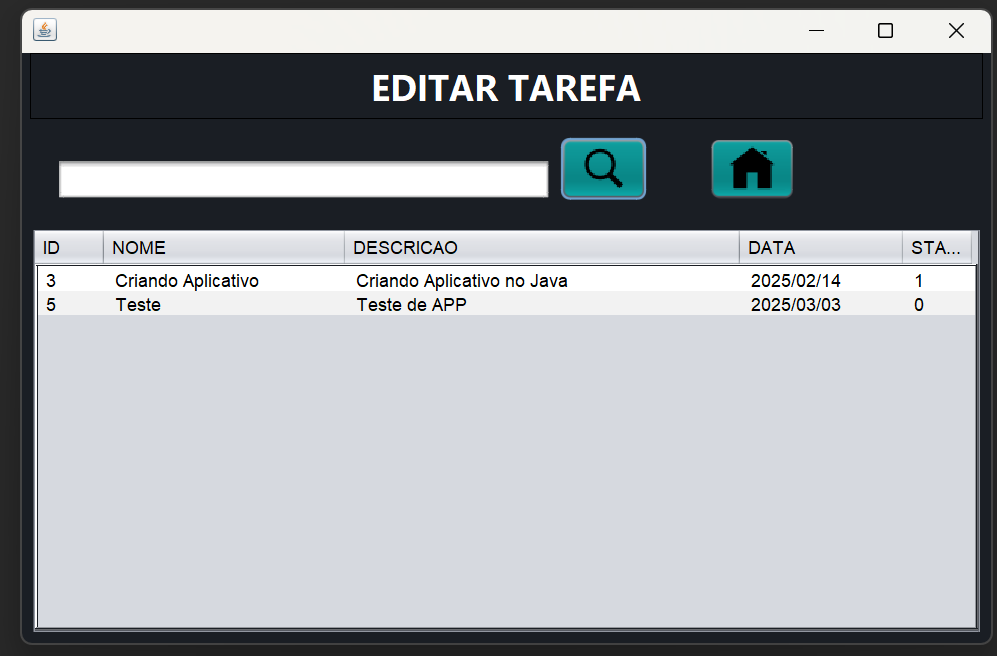 EDITAR TAREFA
ID NOME DESCRICAO DATA STA...
3 Criando Aplicativo Criando Aplicativo no Java 2025/02/14 1
5 Teste Teste de APP 2025/03/03 0